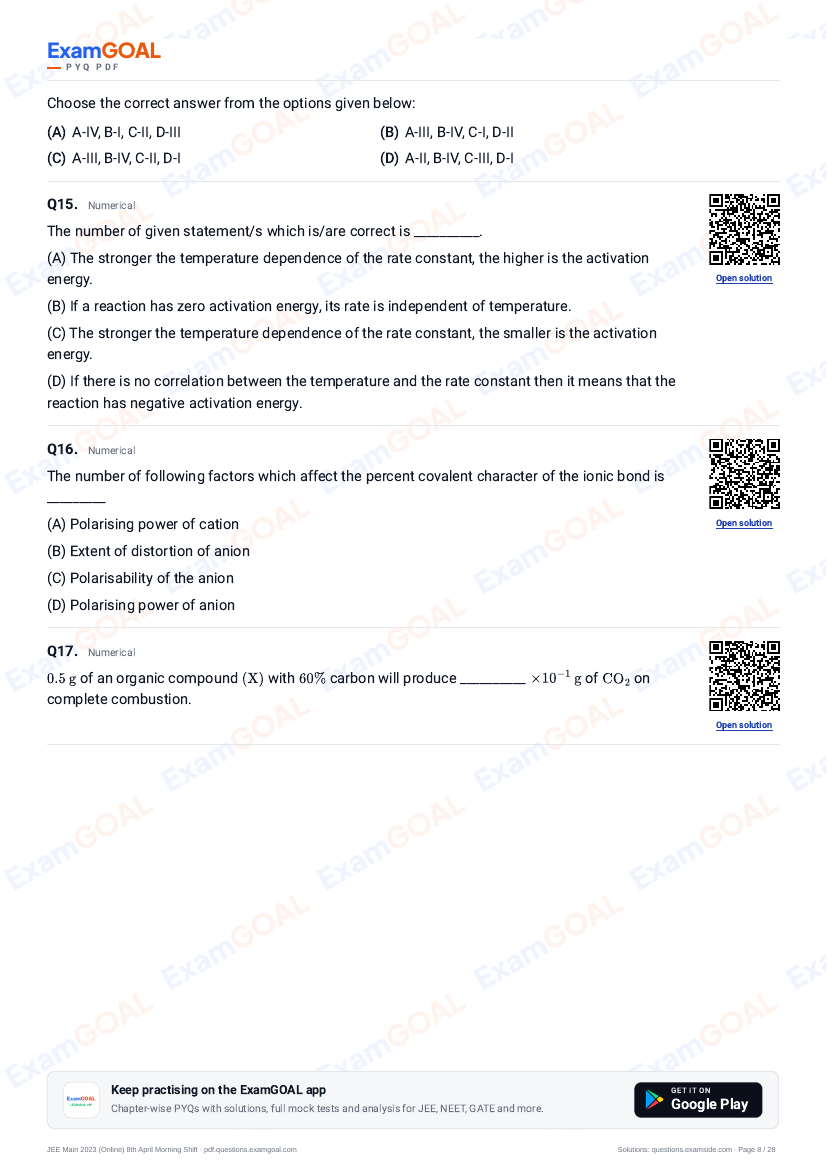 ExamGOAL
PYQ PDF
Choose the correct answer from the options given below:
(A) A-IV, B-I, C-II, D-III
(B) A-III, B-IV, C-I, D-II
(C) A-III, B-IV, C-II, D-I
(D) A-II, B-IV, C-III, D-I
Q15. Numerical
The number of given statement/s which is/are correct is __________.
(A) The stronger the temperature dependence of the rate constant, the higher is the activation
energy.
(B) If a reaction has zero activation energy, its rate is independent of temperature.
(C) The stronger the temperature dependence of the rate constant, the smaller is the activation
energy.
(D) If there is no correlation between the temperature and the rate constant then it means that the
reaction has negative activation energy.
Open solution
Q16. Numerical
The number of following factors which affect the percent covalent character of the ionic bond is
_________
(A) Polarising power of cation
(B) Extent of distortion of anion
(C) Polarisability of the anion
(D) Polarising power of anion
Open solution
Q17. Numerical
0.5 g of an organic compound (X) with 60% carbon will produce __________ ×10⁻¹ g of CO₂ on
complete combustion.
Open solution
ExamGOAL
Keep practising on the ExamGOAL app
Chapter-wise PYQs with solutions, full mock tests and analysis for JEE, NEET, GATE and more.
GET IT ON
Google Play
JEE Main 2023 (Online) 8th April Morning Shift · pdf.questions.examgoal.com
Solutions: questions.examside.com · Page 8 / 28